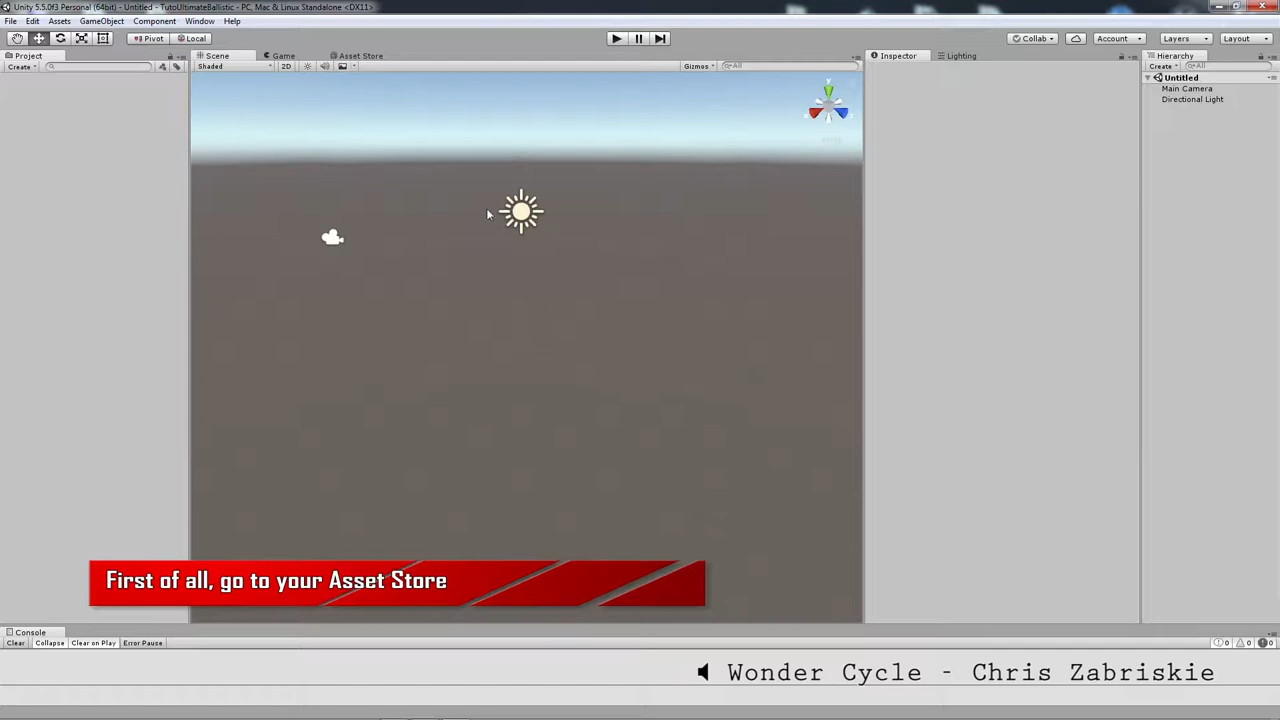 Unity 5.5.0f3 Personal (64bit) - Untitled - TutoUltimateBallistic - PC, Mac & Linux Standalone <DX11>
File Edit Assets GameObject Component Window Help
Pivot Local Collab Account Layers Layout
Project Scene Game Asset Store Inspector Lighting Hierarchy
Create Shaded 2D Gizmos All Create All
Untitled
Main Camera
Directional Light
y
First of all, go to your Asset Store
Console
Clear Collapse Clear on Play Error Pause 0 0 0
Wonder Cycle - Chris Zabriskie